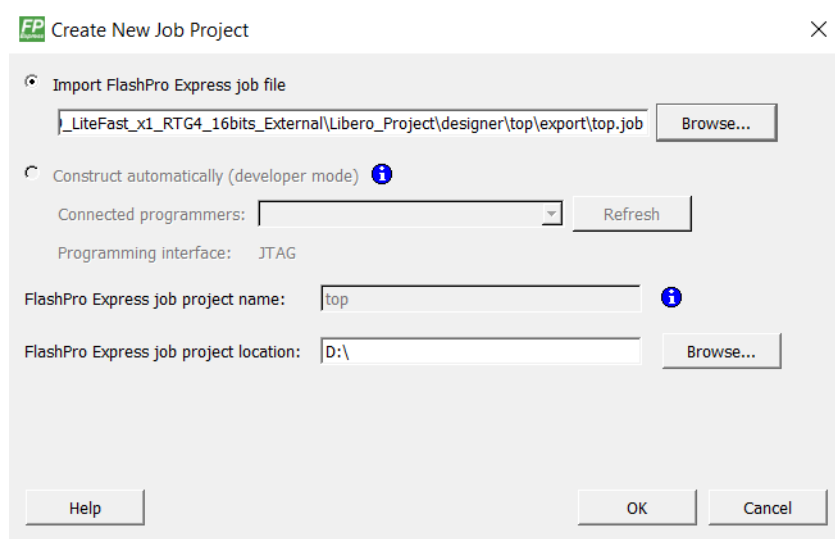 FP Express Create New Job Project
Import FlashPro Express job file
_LiteFast_x1_RTG4_16bits_External\Libero_Project\designer\top\export\top.job Browse...
Construct automatically (developer mode) i
Connected programmers: Refresh
Programming interface: JTAG
FlashPro Express job project name: top i
FlashPro Express job project location: D:\ Browse...
Help OK Cancel